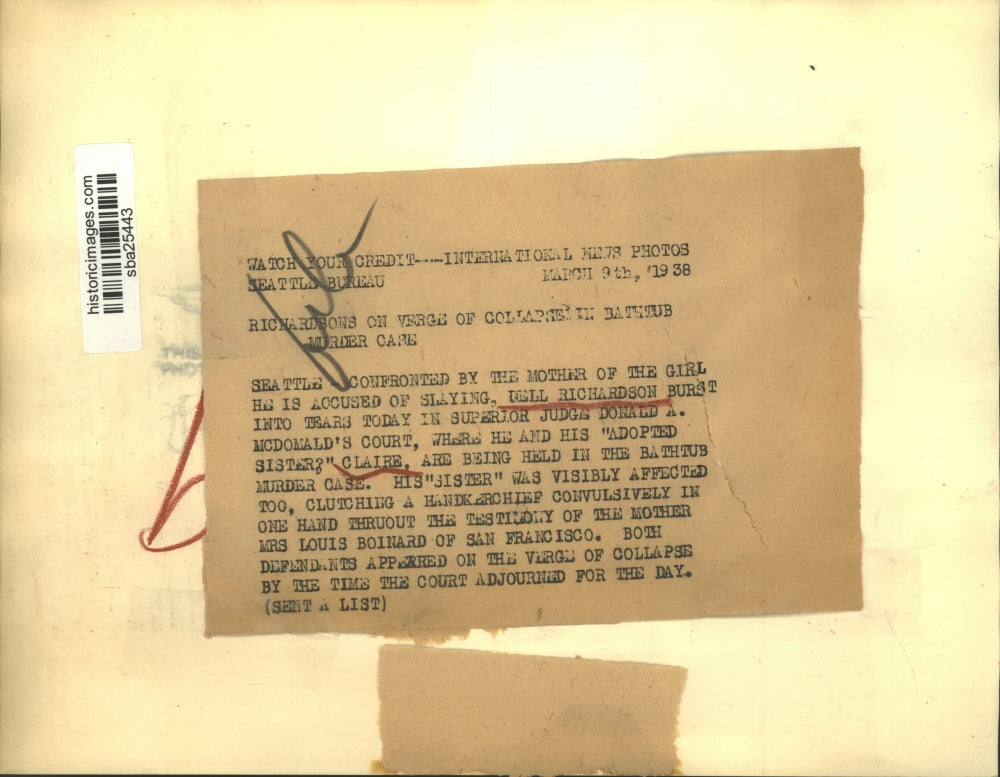 historicimages.com
sba25443
WATCH YOUR CREDIT----INTERNATIONAL NEWS PHOTOS
SEATTLE BUREAU MARCH 9th, 1938
RICHARDSONS ON VERGE OF COLLAPSE IN BATHTUB
MURDER CASE
SEATTLE - CONFRONTED BY THE MOTHER OF THE GIRL
HE IS ACCUSED OF SLAYING, DELL RICHARDSON BURST
INTO TEARS TODAY IN SUPERIOR JUDGE DONALD A.
MCDONALD'S COURT, WHERE HE AND HIS "ADOPTED
SISTER?" CLAIRE, ARE BEING HELD IN THE BATHTUB
MURDER CASE. HIS"SISTER" WAS VISIBLY AFFECTED
TOO, CLUTCHING A HANDKERCHIEF CONVULSIVELY IN
ONE HAND THRUOUT THE TESTIMONY OF THE MOTHER
MRS LOUIS BOINARD OF SAN FRANCISCO. BOTH
DEFENDANTS APPEARED ON THE VERGE OF COLLAPSE
BY THE TIME THE COURT ADJOURNED FOR THE DAY.
(SENT A LIST)